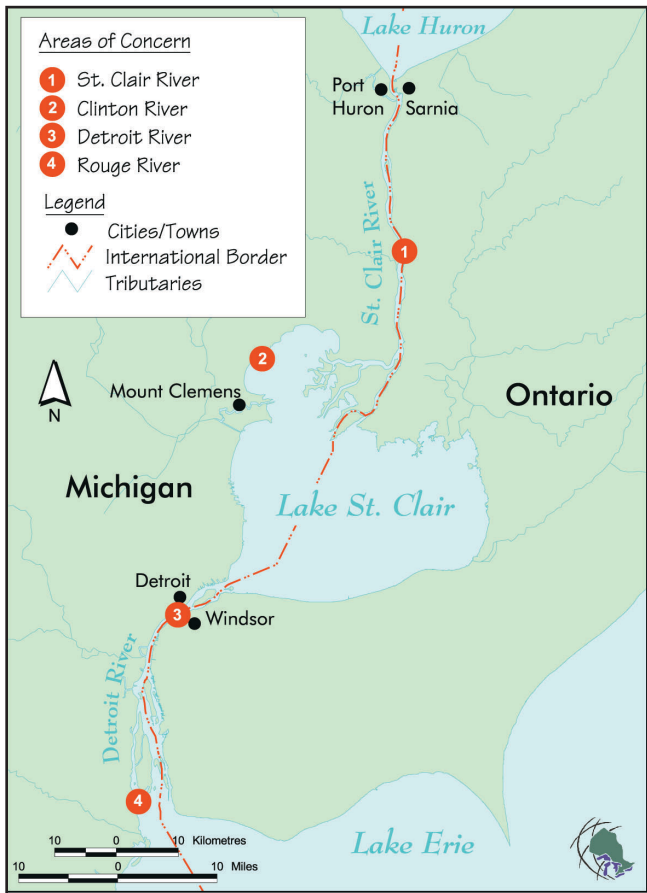 Areas of Concern
1 St. Clair River
2 Clinton River
3 Detroit River
4 Rouge River
Legend
Cities/Towns
International Border
Tributaries
Lake Huron
Port
Huron
Sarnia
St. Clair River
1
2
N
Mount Clemens
Ontario
Michigan
Lake St. Clair
Detroit
3
Windsor
Detroit River
4
10 0 10 Kilometres
10 0 10 Miles
Lake Erie